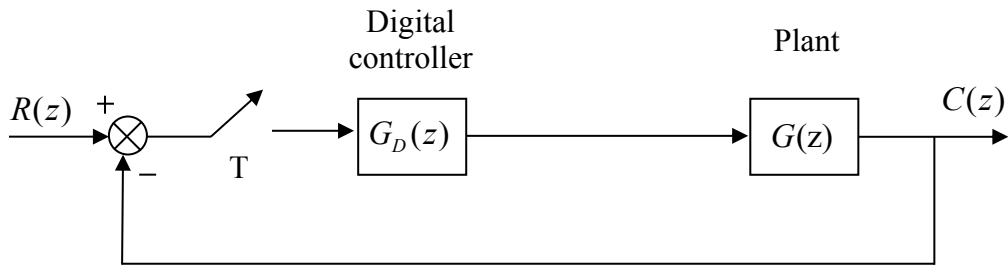 Digital
controller
Plant
R(z)
+
G_D(z)
G(z)
C(z)
−
T